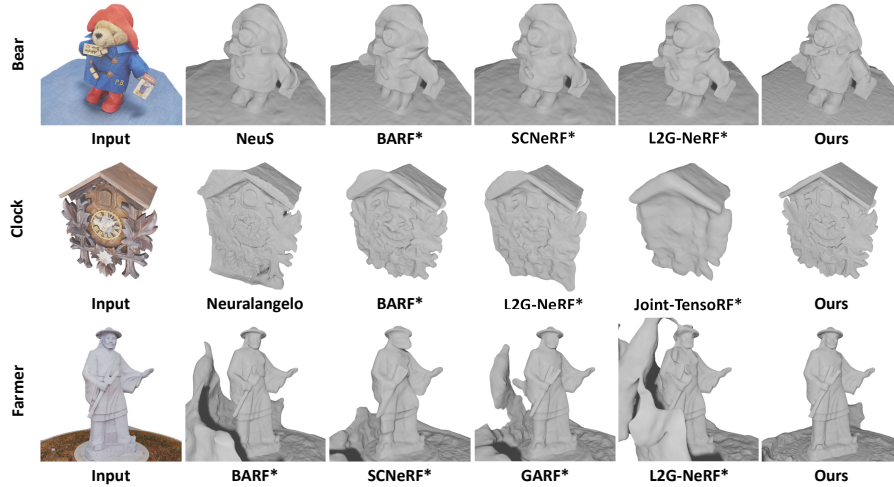 Bear
P.B.
Input NeuS BARF* SCNeRF* L2G-NeRF* Ours
Clock
Input Neuralangelo BARF* L2G-NeRF* Joint-TensoRF* Ours
Farmer
Input BARF* SCNeRF* GARF* L2G-NeRF* Ours